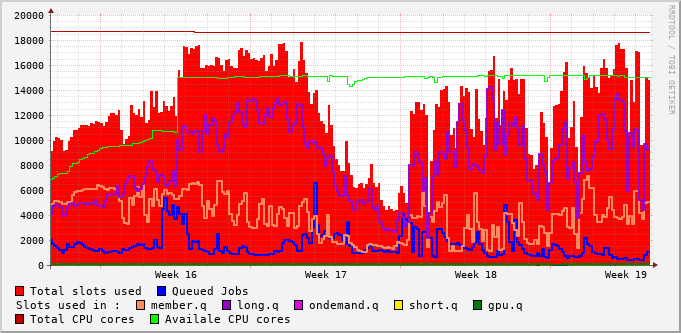 20000
18000
16000
14000
12000
10000
8000
6000
4000
2000
0
Week 16 Week 17 Week 18 Week 19
RRDTOOL / TOBI OETIKER
Total slots used Queued Jobs
Slots used in : member.q long.q ondemand.q short.q gpu.q
Total CPU cores Availale CPU cores